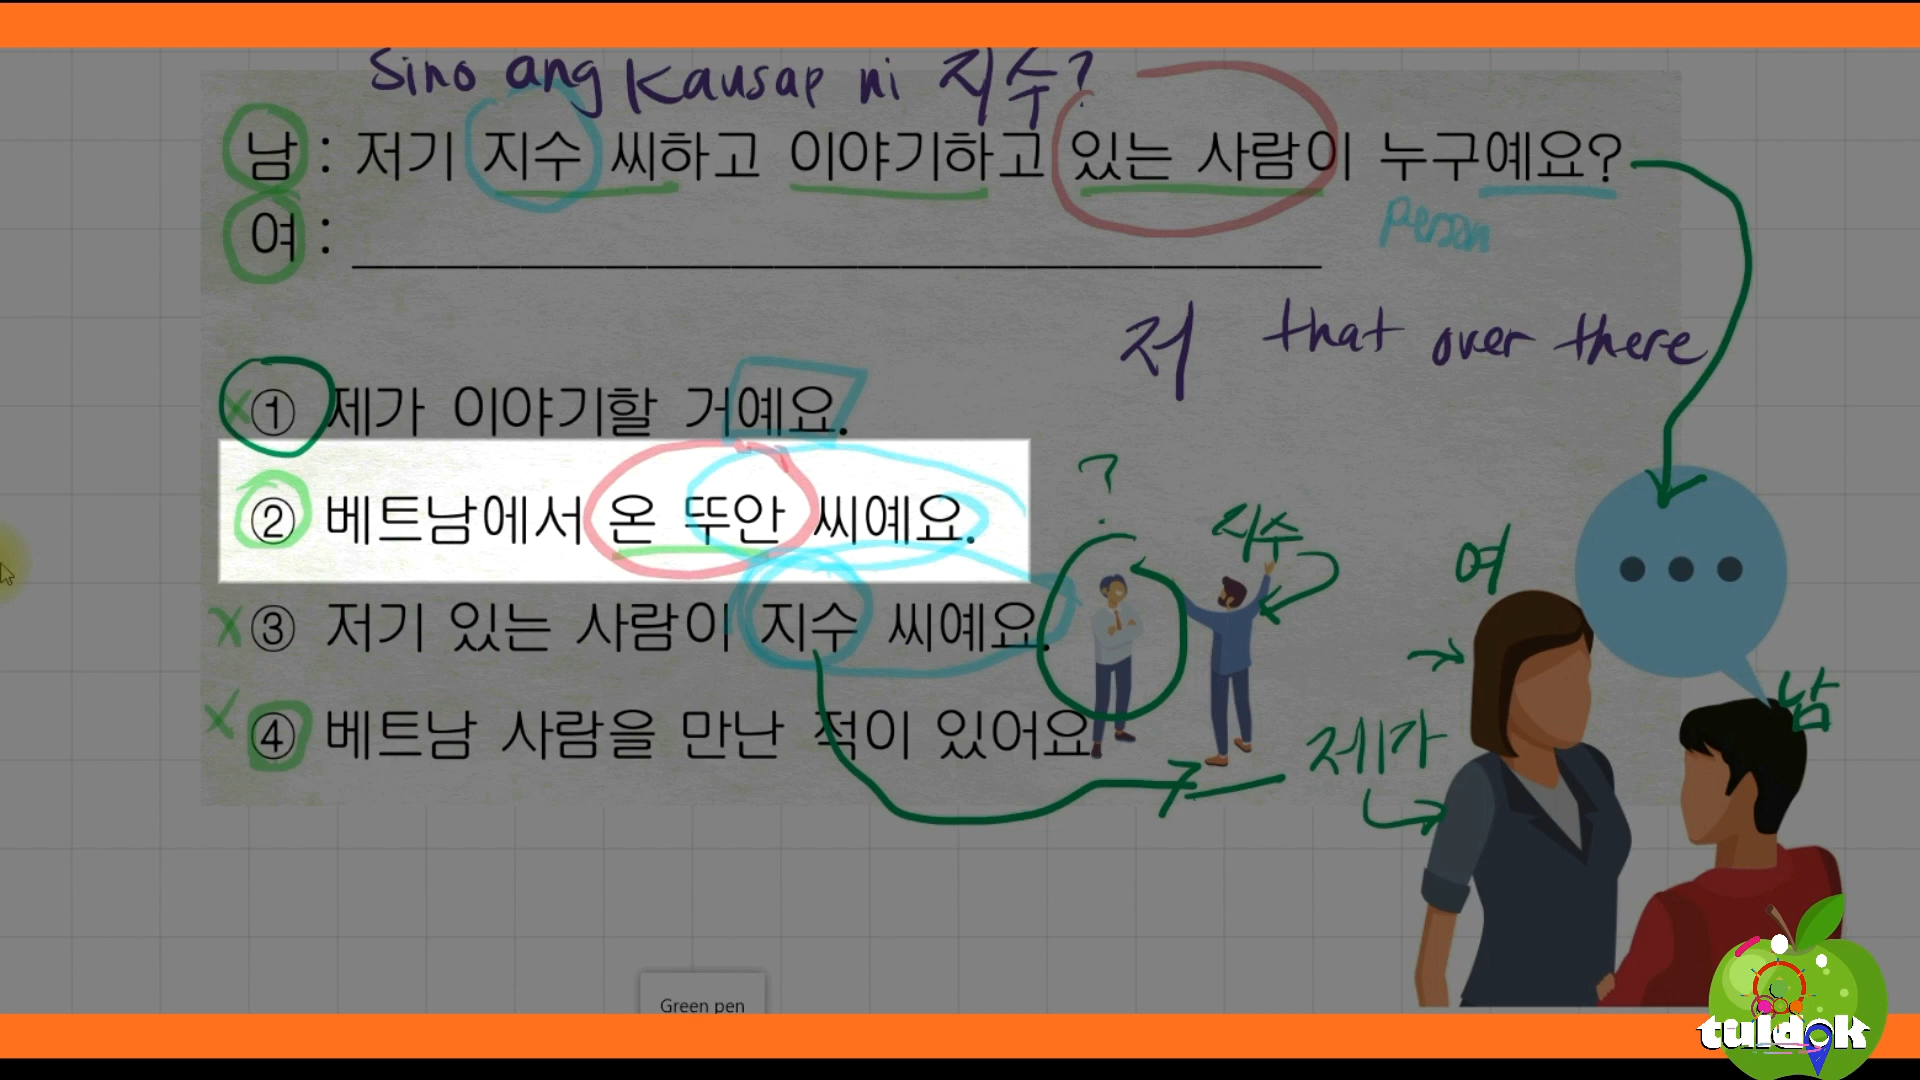 Sino ang kausap ni 지수?
남 : 저기 지수 씨하고 이야기하고 있는 사람이 누구예요?
person
여 :
저 that over there
① 제가 이야기할 거예요.
② 베트남에서 온 뚜안 씨예요.
?
지수
여
③ 저기 있는 사람이 지수 씨예요.
남
x ④ 베트남 사람을 만난 적이 있어요.
제가
Green pen
tuldok